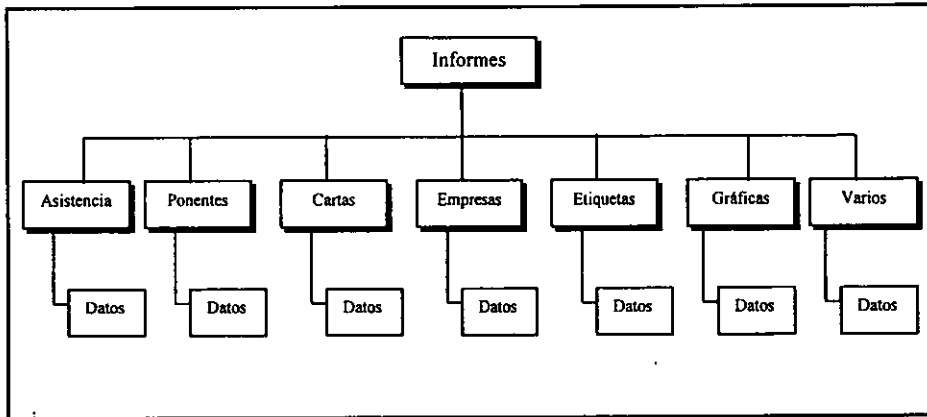 Informes
Asistencia Ponentes Cartas Empresas Etiquetas Gráficas Varios
Datos Datos Datos Datos Datos Datos Datos